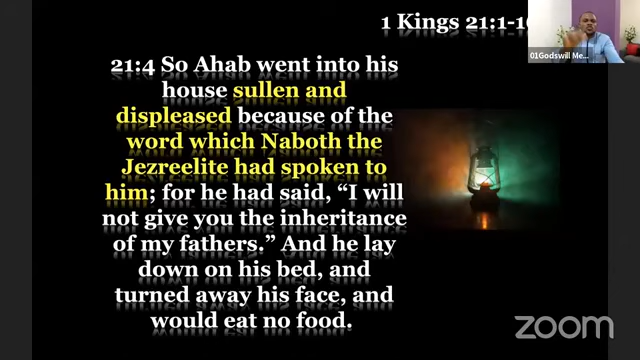 1 Kings 21:1-16
01Godswill Me...
21:4 So Ahab went into his
house sullen and
displeased because of the
word which Naboth the
Jezreelite had spoken to
him; for he had said, “I will
not give you the inheritance
of my fathers.” And he lay
down on his bed, and
turned away his face, and
would eat no food.
zoom